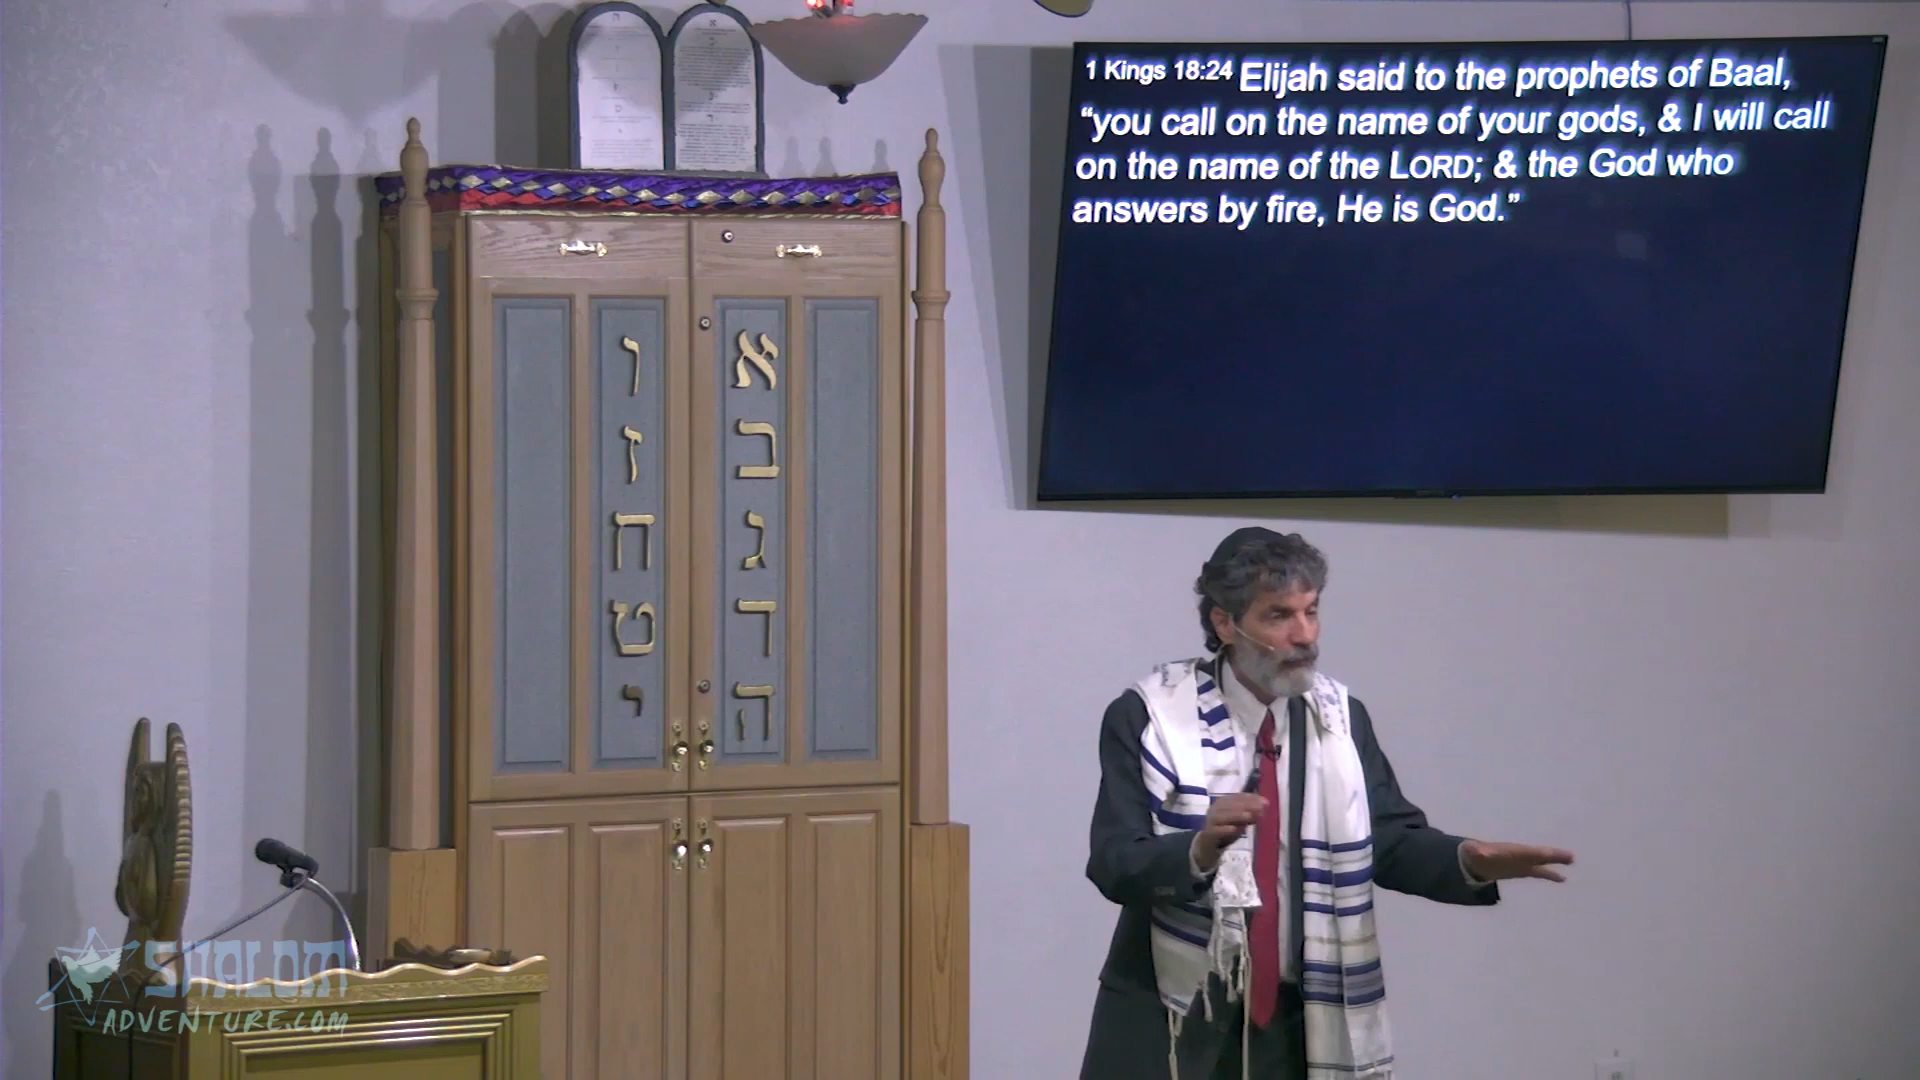 1 Kings 18:24 Elijah said to the prophets of Baal,
“you call on the name of your gods, & I will call
on the name of the LORD; & the God who
answers by fire, He is God.”
א
ב
ג
ד
ה
ו
ז
ח
ט
י
SHALOM
ADVENTURE.COM